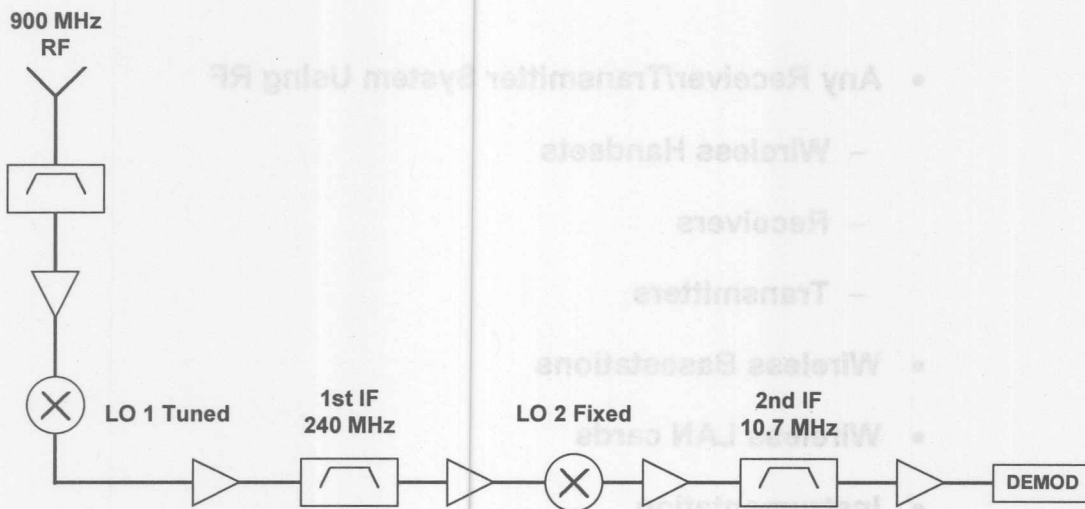 900 MHz
RF
LO 1 Tuned
1st IF
240 MHz
LO 2 Fixed
2nd IF
10.7 MHz
DEMOD
• Any Receiver/Transmitter System Using RF
– Wireless Handsets
– Receivers
– Transmitters
• Wireless Basestations
• Wireless LAN cards
• Instrumentation